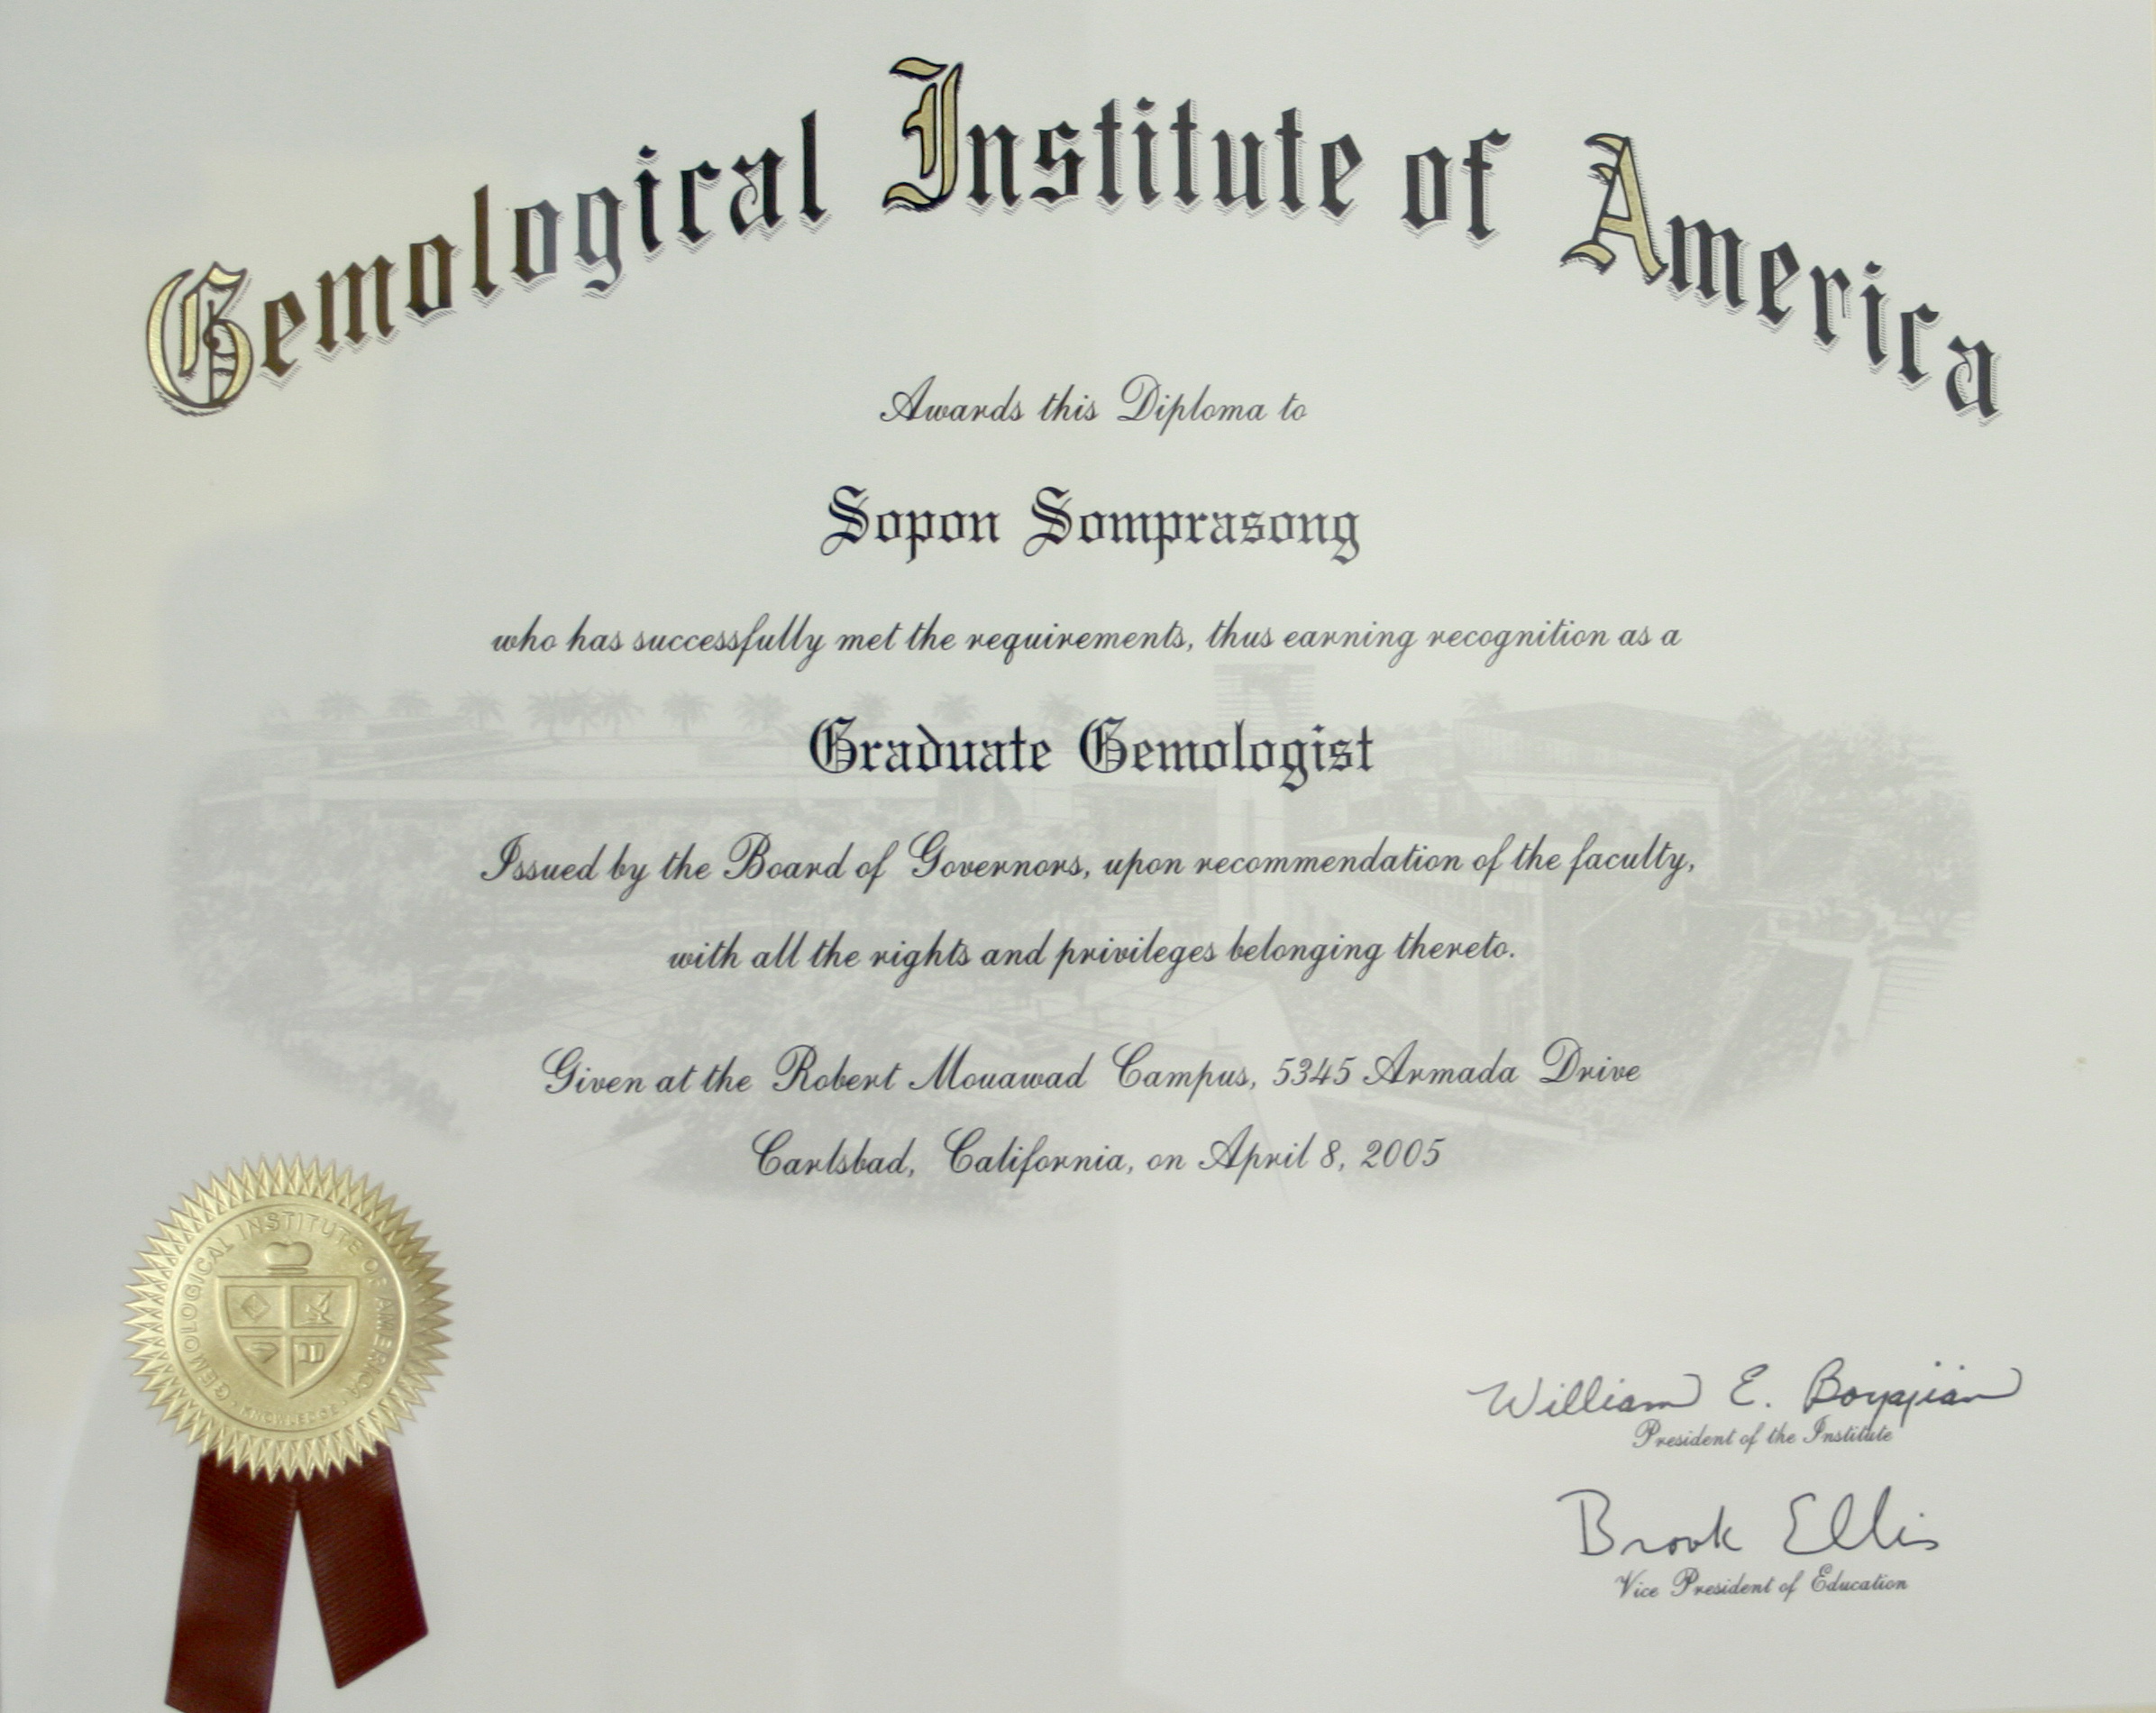 Gemological Institute of America
Awards this Diploma to
Sopon Somprasong
who has successfully met the requirements, thus earning recognition as a
Graduate Gemologist
Issued by the Board of Governors, upon recommendation of the faculty,
with all the rights and privileges belonging thereto.
Given at the Robert Mouawad Campus, 5345 Armada Drive
Carlsbad, California, on April 8, 2005
GEMOLOGICAL INSTITUTE OF AMERICA
KNOWLEDGE
William E. Boyajian
President of the Institute
Brook Ellis
Vice President of Education